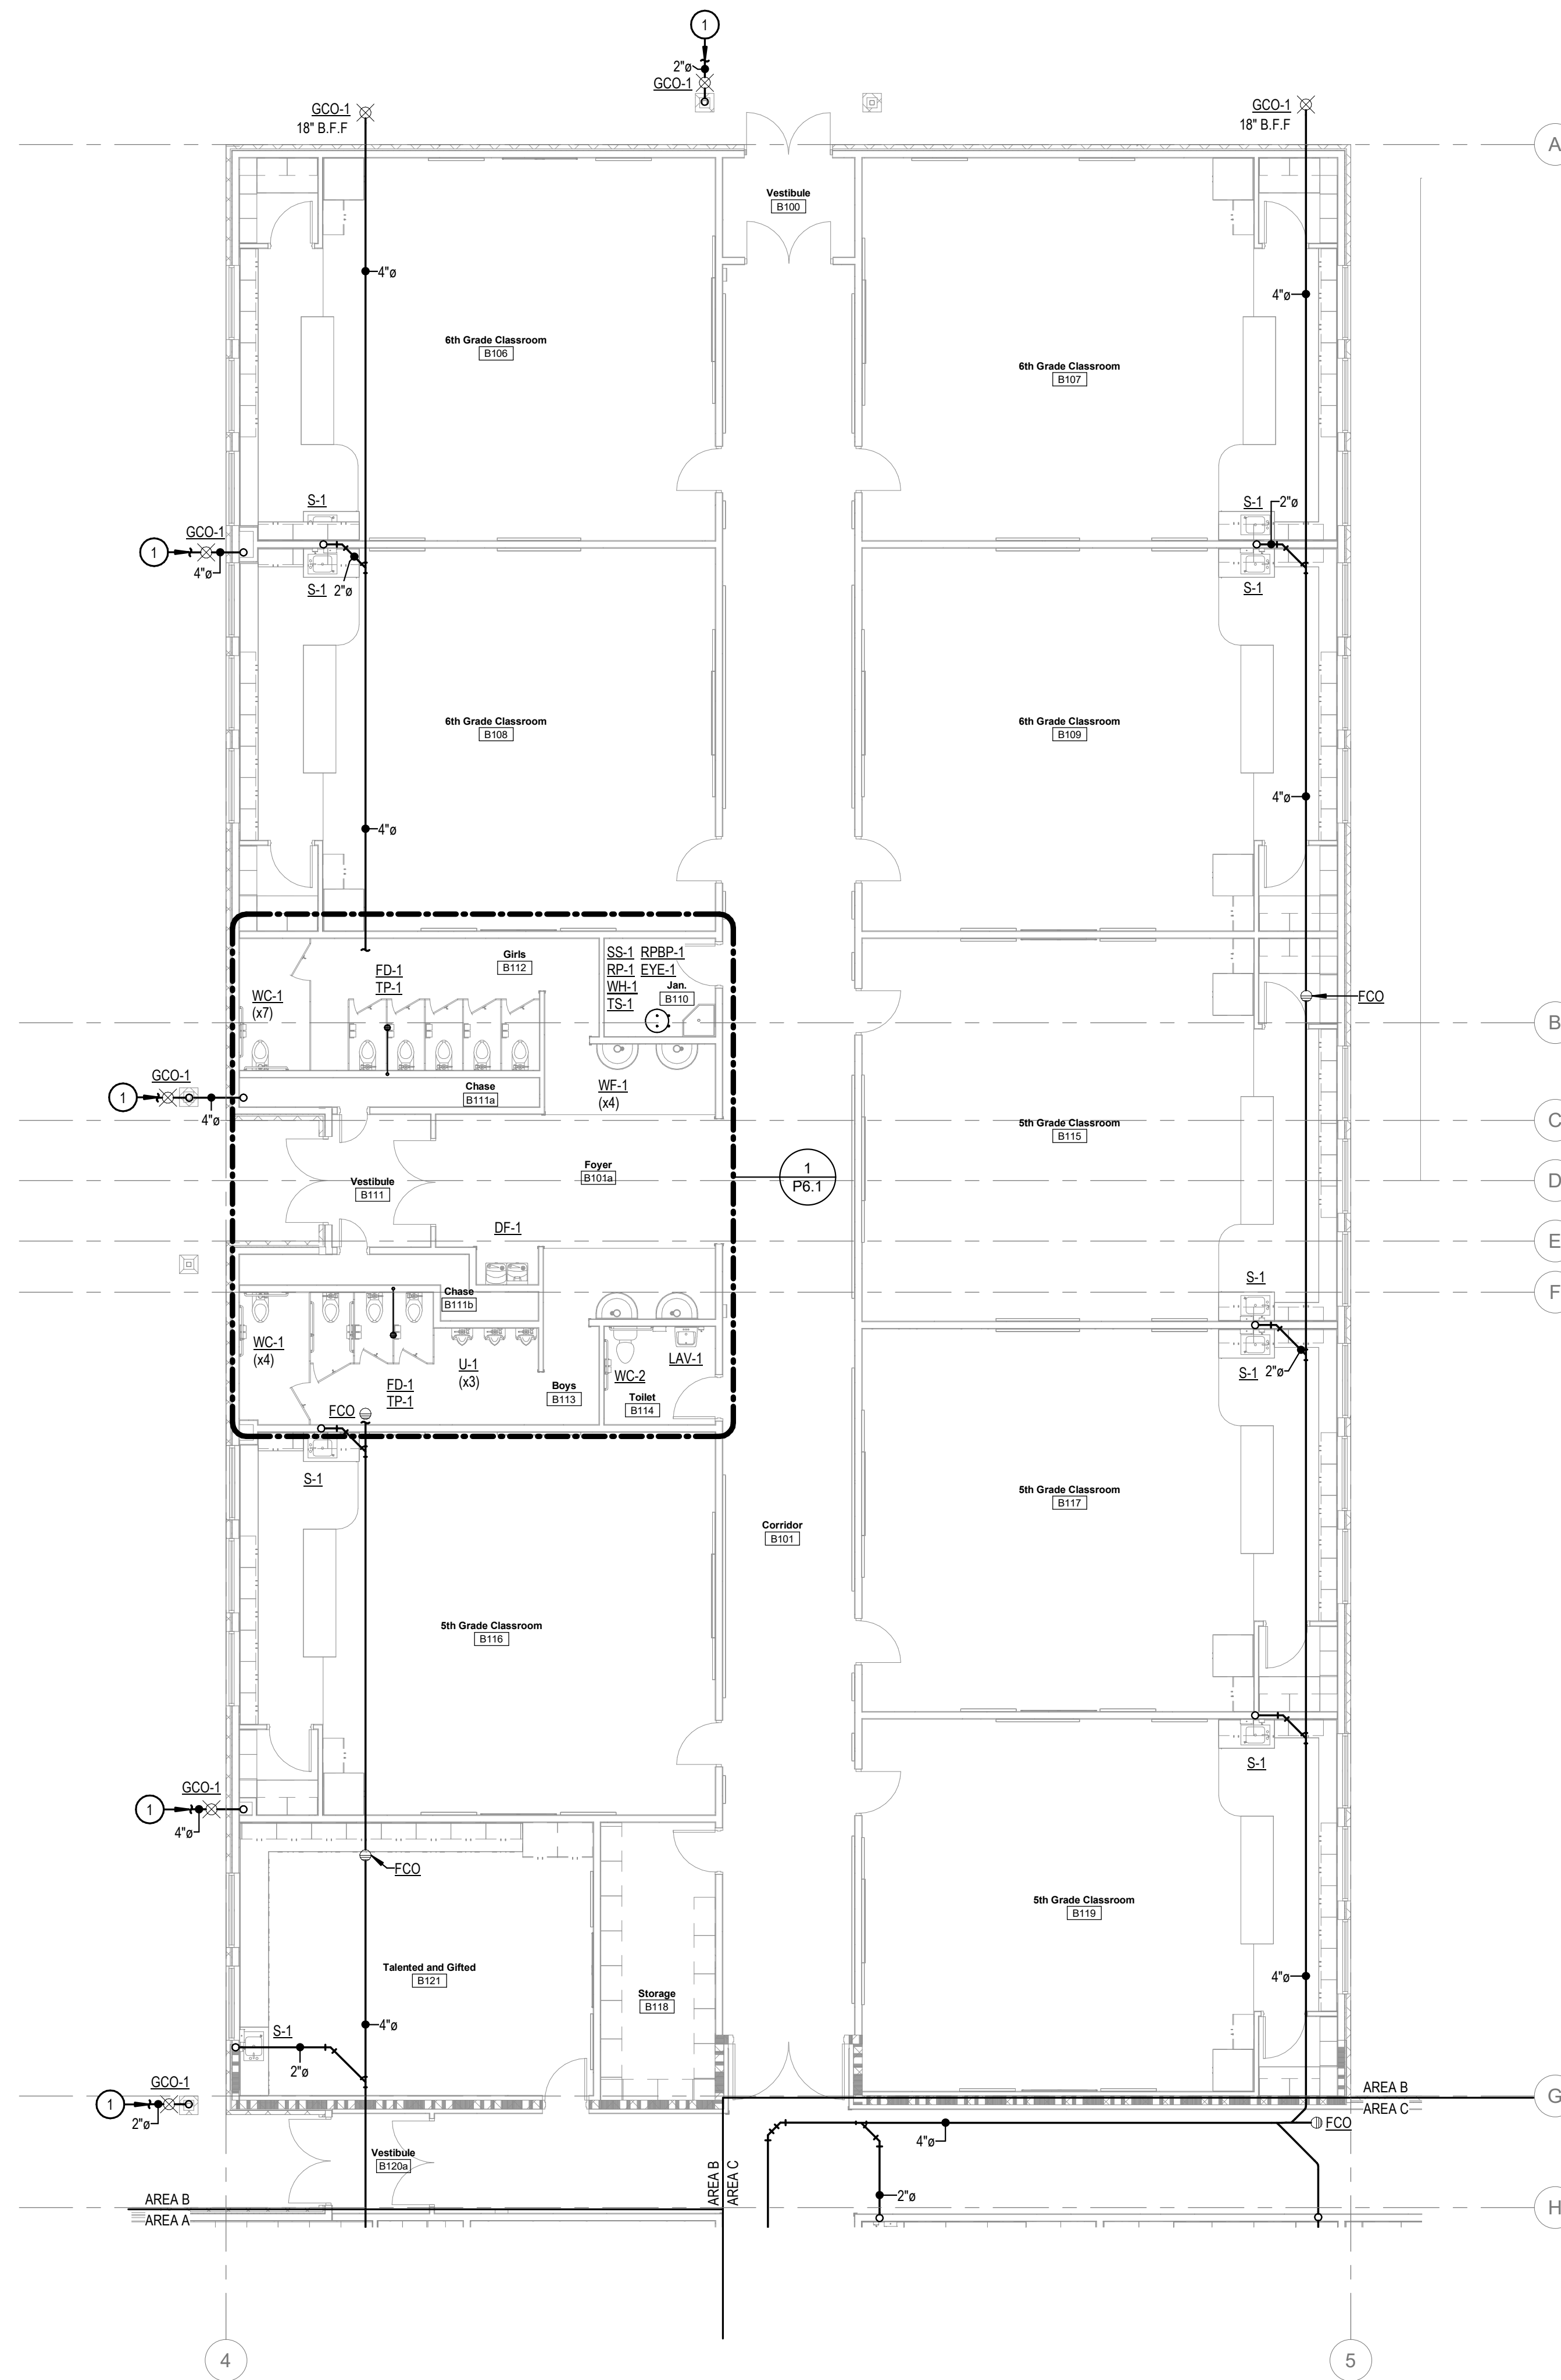 1
2"ø
GCO-1
GCO-1
18" B.F.F
GCO-1
18" B.F.F
A
Vestibule
B100
4"ø
4"ø
6th Grade Classroom
B106
6th Grade Classroom
B107
S-1
S-1
2"ø
GCO-1
1
4"ø
S-1
2"ø
S-1
6th Grade Classroom
B108
6th Grade Classroom
B109
4"ø
4"ø
Girls
B112
SS-1 RPBP-1
RP-1 EYE-1
WH-1
TS-1
Jan.
B110
FD-1
TP-1
WC-1
(x7)
FCO
B
GCO-1
1
4"ø
Chase
B111a
WF-1
(x4)
5th Grade Classroom
B115
C
Foyer
B101a
1
P6.1
Vestibule
B111
D
DF-1
E
S-1
Chase
B111b
F
WC-1
(x4)
U-1
(x3)
LAV-1
WC-2
S-1
2"ø
FD-1
TP-1
Boys
B113
Toilet
B114
FCO
S-1
5th Grade Classroom
B117
Corridor
B101
5th Grade Classroom
B116
S-1
GCO-1
1
4"ø
FCO
5th Grade Classroom
B119
Talented and Gifted
B121
Storage
B118
4"ø
4"ø
S-1
2"ø
GCO-1
1
2"ø
AREA B
AREA C
G
FCO
4"ø
Vestibule
B120a
AREA B
AREA C
2"ø
AREA B
AREA A
H
4
5